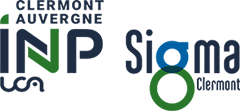 CLERMONT
AUVERGNE
INP
UCA
Sigma
Clermont